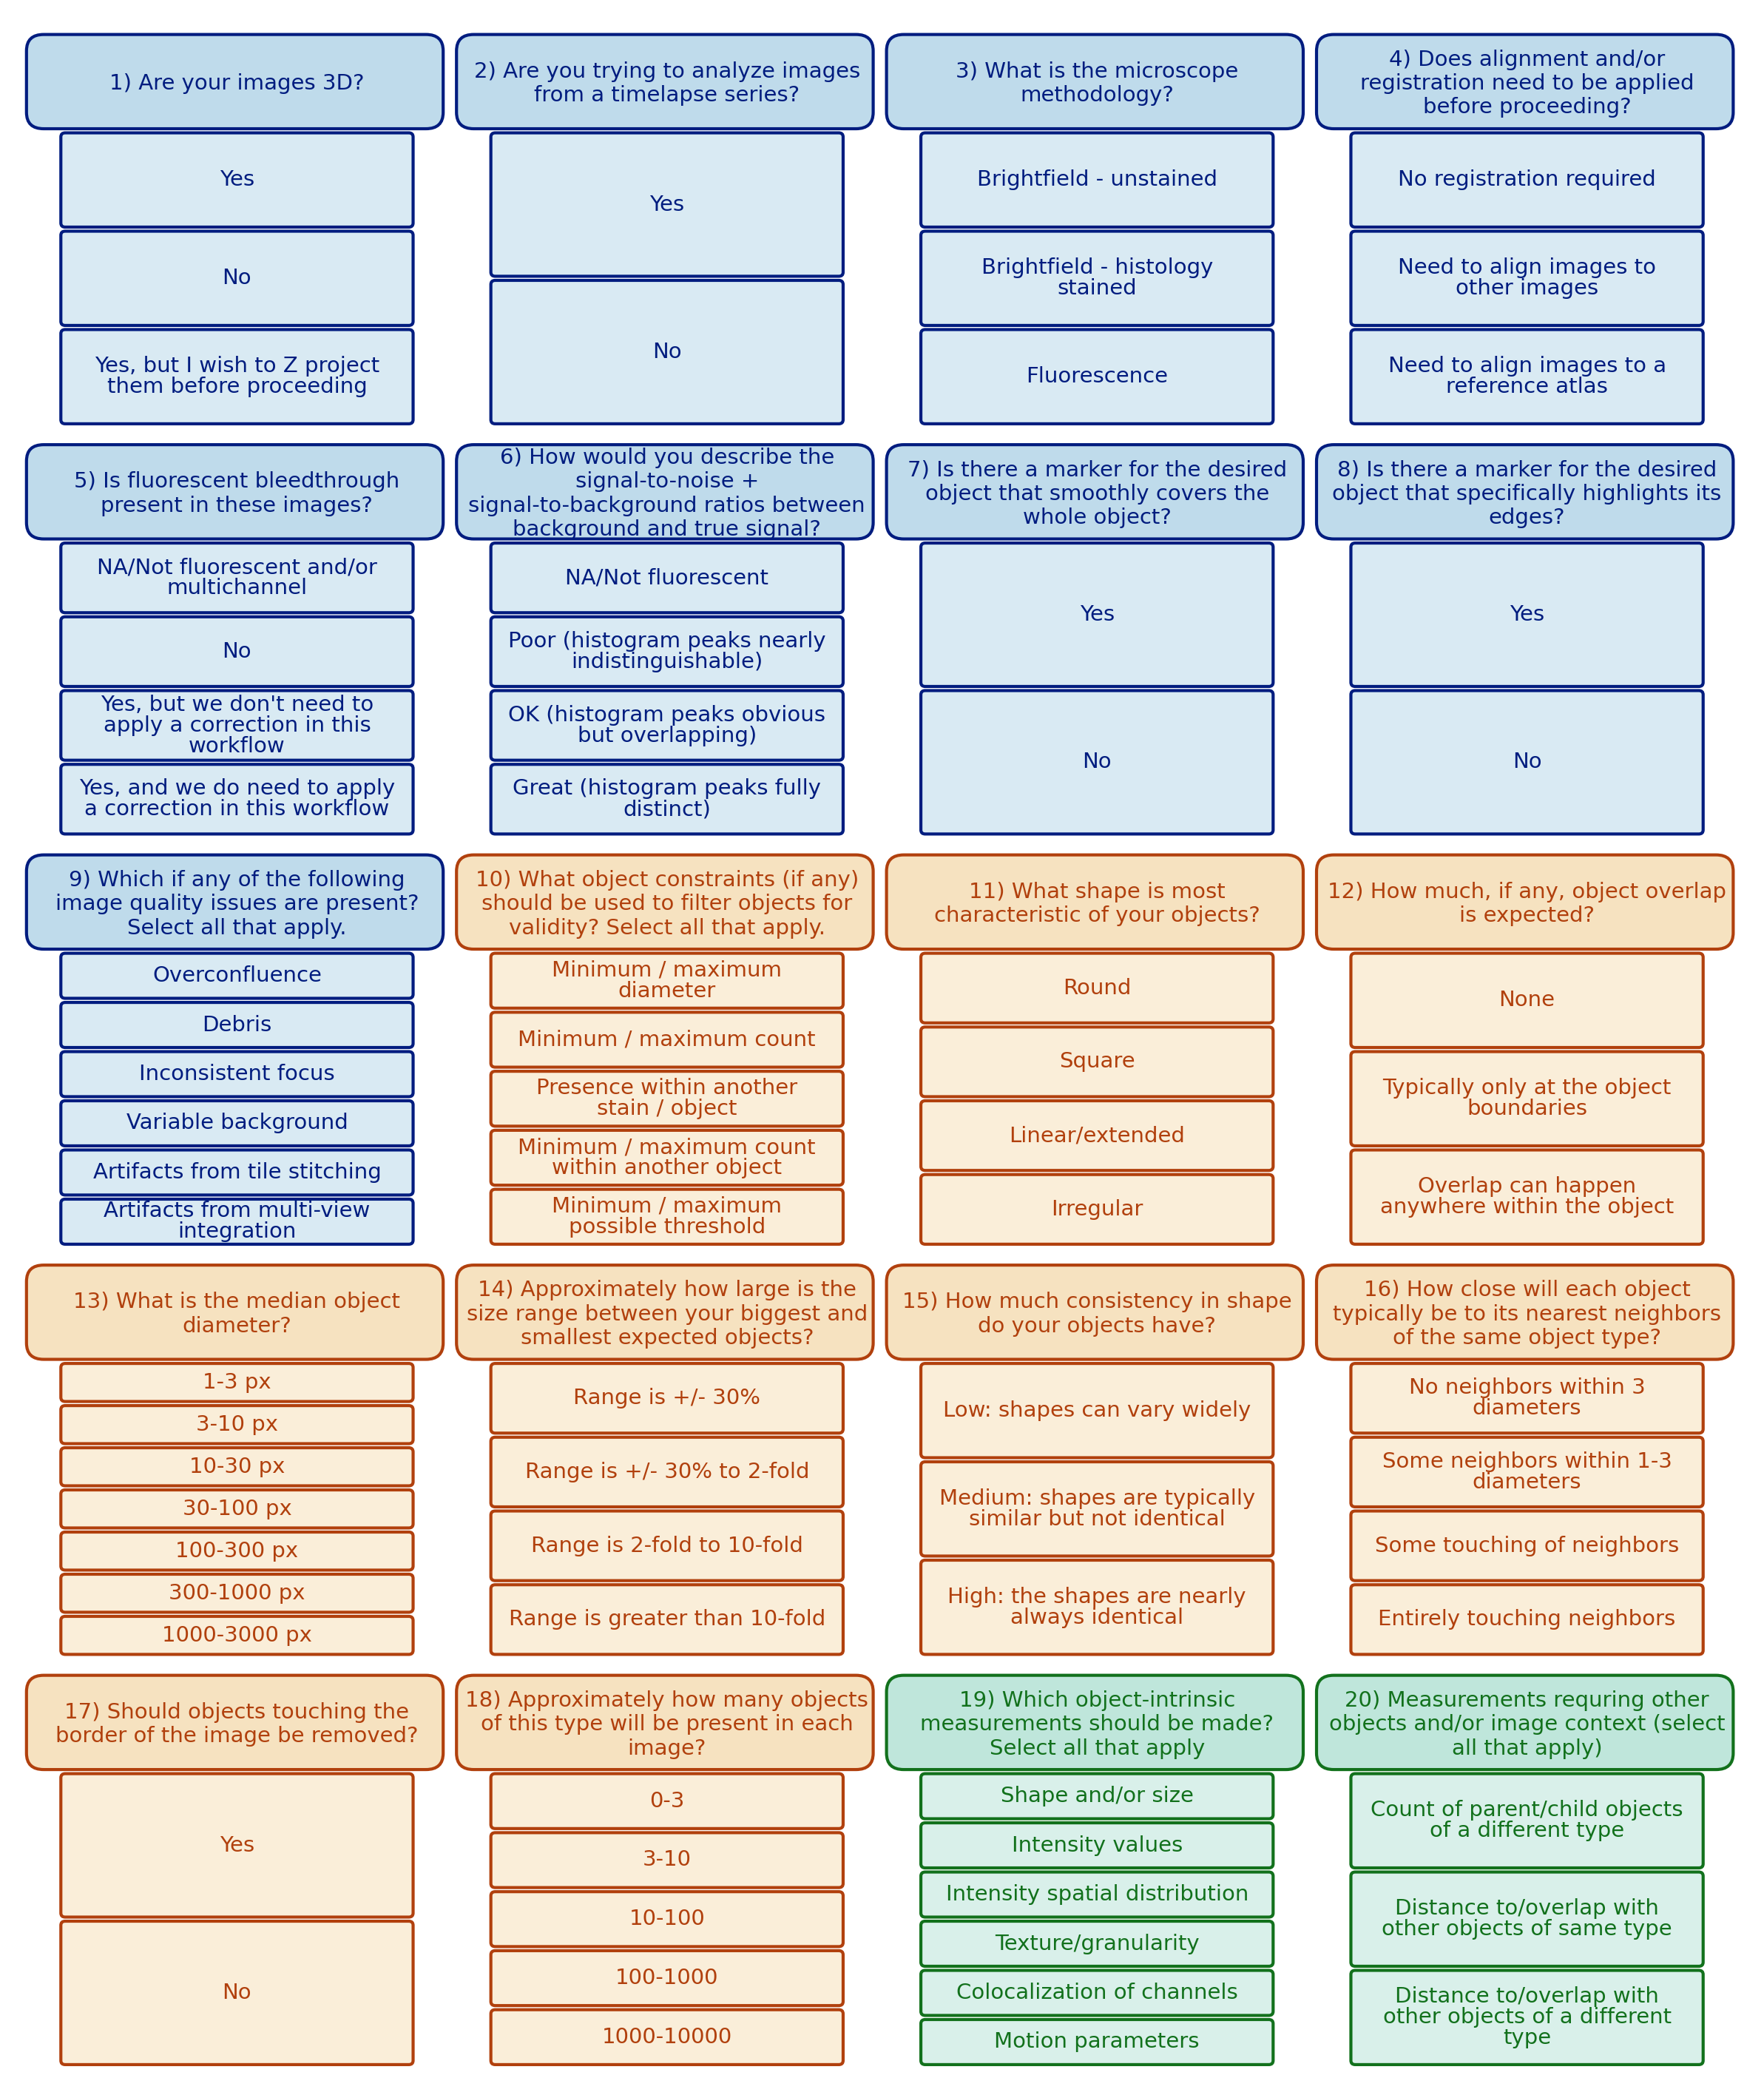 1) Are your images 3D?
Yes
No
Yes, but I wish to Z project
them before proceeding
2) Are you trying to analyze images
from a timelapse series?
Yes
No
3) What is the microscope
methodology?
Brightfield - unstained
Brightfield - histology
stained
Fluorescence
4) Does alignment and/or
registration need to be applied
before proceeding?
No registration required
Need to align images to
other images
Need to align images to a
reference atlas
5) Is fluorescent bleedthrough
present in these images?
NA/Not fluorescent and/or
multichannel
No
Yes, but we don't need to
apply a correction in this
workflow
Yes, and we do need to apply
a correction in this workflow
6) How would you describe the
signal-to-noise +
signal-to-background ratios between
background and true signal?
NA/Not fluorescent
Poor (histogram peaks nearly
indistinguishable)
OK (histogram peaks obvious
but overlapping)
Great (histogram peaks fully
distinct)
7) Is there a marker for the desired
object that smoothly covers the
whole object?
Yes
No
8) Is there a marker for the desired
object that specifically highlights its
edges?
Yes
No
9) Which if any of the following
image quality issues are present?
Select all that apply.
Overconfluence
Debris
Inconsistent focus
Variable background
Artifacts from tile stitching
Artifacts from multi-view
integration
10) What object constraints (if any)
should be used to filter objects for
validity? Select all that apply.
Minimum / maximum
diameter
Minimum / maximum count
Presence within another
stain / object
Minimum / maximum count
within another object
Minimum / maximum
possible threshold
11) What shape is most
characteristic of your objects?
Round
Square
Linear/extended
Irregular
12) How much, if any, object overlap
is expected?
None
Typically only at the object
boundaries
Overlap can happen
anywhere within the object
13) What is the median object
diameter?
1-3 px
3-10 px
10-30 px
30-100 px
100-300 px
300-1000 px
1000-3000 px
14) Approximately how large is the
size range between your biggest and
smallest expected objects?
Range is +/- 30%
Range is +/- 30% to 2-fold
Range is 2-fold to 10-fold
Range is greater than 10-fold
15) How much consistency in shape
do your objects have?
Low: shapes can vary widely
Medium: shapes are typically
similar but not identical
High: the shapes are nearly
always identical
16) How close will each object
typically be to its nearest neighbors
of the same object type?
No neighbors within 3
diameters
Some neighbors within 1-3
diameters
Some touching of neighbors
Entirely touching neighbors
17) Should objects touching the
border of the image be removed?
Yes
No
18) Approximately how many objects
of this type will be present in each
image?
0-3
3-10
10-100
100-1000
1000-10000
19) Which object-intrinsic
measurements should be made?
Select all that apply
Shape and/or size
Intensity values
Intensity spatial distribution
Texture/granularity
Colocalization of channels
Motion parameters
20) Measurements requring other
objects and/or image context (select
all that apply)
Count of parent/child objects
of a different type
Distance to/overlap with
other objects of same type
Distance to/overlap with
other objects of a different
type